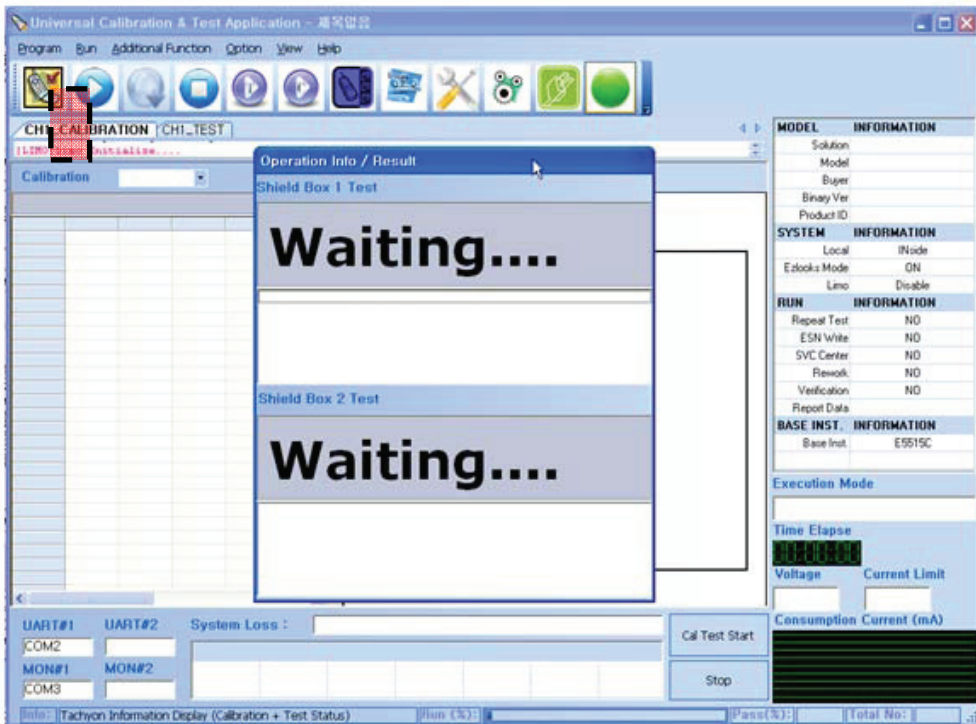 Universal Calibration & Test Application - 제목없음
Program Run Additional Function Option View Help
CH1_CALIBRATION CH1_TEST
Calibration
Operation Info / Result
Shield Box 1 Test
Waiting....
Shield Box 2 Test
Waiting....
MODEL INFORMATION
Solution
Model
Buyer
Binary Ver
Product ID
SYSTEM INFORMATION
Local INside
Ezlooks Mode ON
Limo Disable
RUN INFORMATION
Repeat Test NO
ESN Write NO
SVC Center NO
Rework NO
Verification NO
Report Data
BASE INST. INFORMATION
Base Inst. E5515C
Execution Mode
Time Elapse
00:00:00
Voltage Current Limit
Consumption Current (mA)
UART#1 UART#2 System Loss :
COM2
MON#1 MON#2
COM3
Cal Test Start
Stop
Info: Tachyon Information Display (Calibration + Test Status) Run (%): Pass(%): Total No: